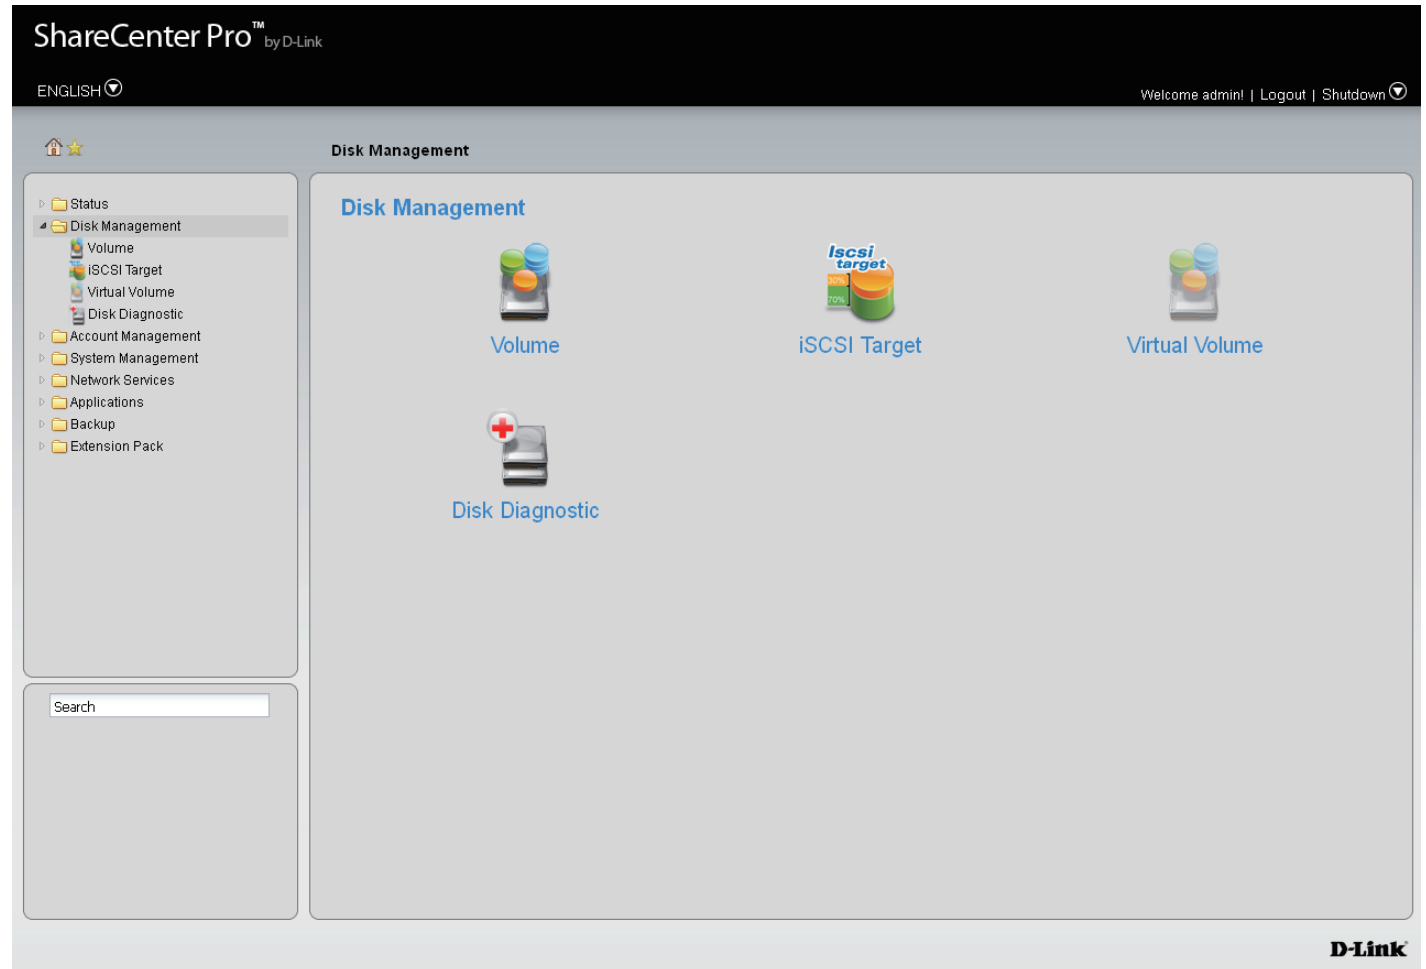 ShareCenter Pro™ by D-Link
ENGLISH
Welcome admin! | Logout | Shutdown
Disk Management
Status
Disk Management
Volume
iSCSI Target
Virtual Volume
Disk Diagnostic
Account Management
System Management
Network Services
Applications
Backup
Extension Pack
Search
Disk Management
Iscsi
target
30%
70%
Volume
iSCSI Target
Virtual Volume
Disk Diagnostic
D-Link